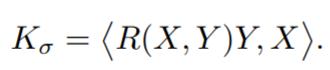 K_σ = ⟨R(X, Y)Y, X⟩.